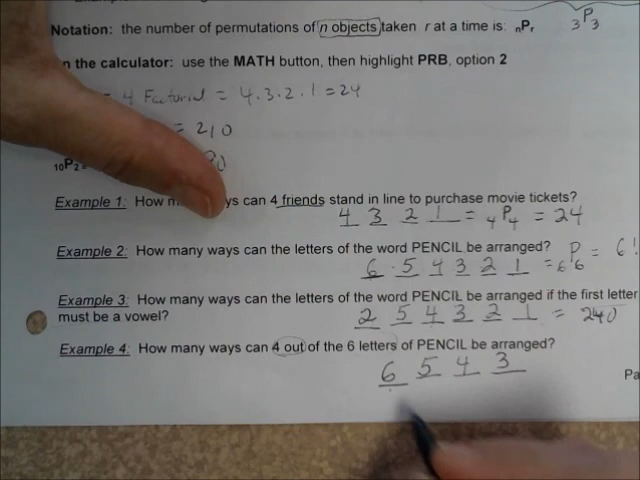 Notation: the number of permutations of n objects taken r at a time is: nPr 3P3
n the calculator: use the MATH button, then highlight PRB, option 2
= 4 Factorial = 4.3.2.1 = 24
= 210
10P2 =
Example 1: How m ys can 4 friends stand in line to purchase movie tickets?
4 3 2 1 = 4P4 = 24
Example 2: How many ways can the letters of the word PENCIL be arranged?
6.5 4 3 2 1 = 6P6 = 6!
Example 3: How many ways can the letters of the word PENCIL be arranged if the first letter
must be a vowel? 2 5 4 3 2 1 = 240
Example 4: How many ways can 4 out of the 6 letters of PENCIL be arranged?
6 5 4 3
Pa